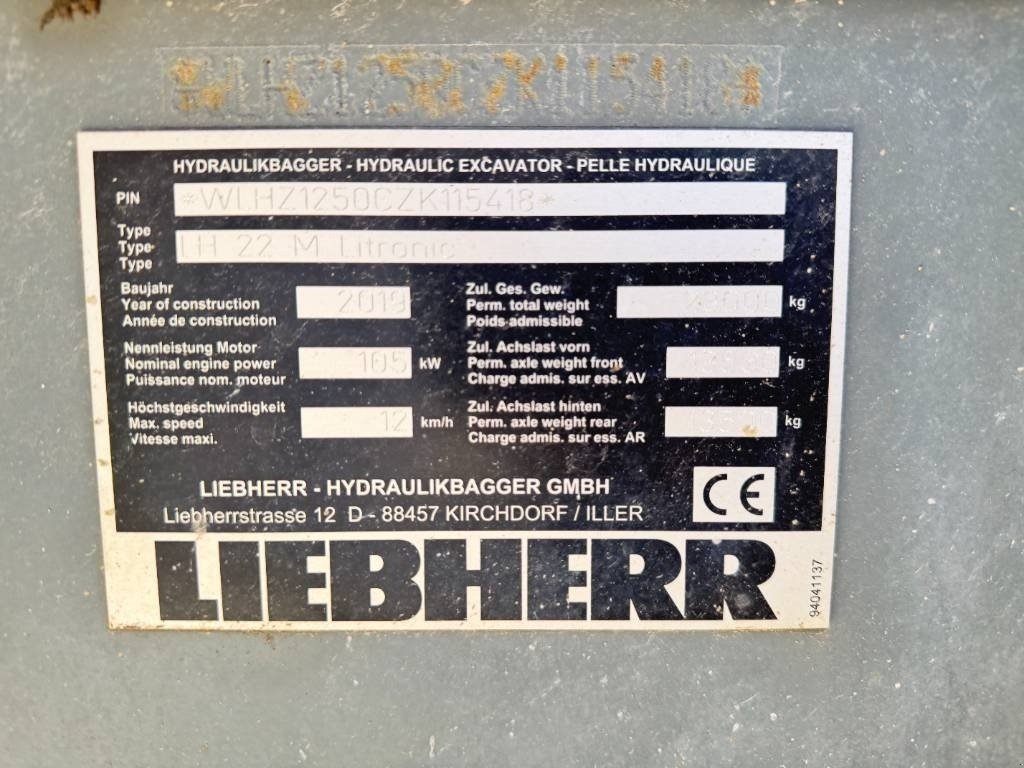 HYDRAULIKBAGGER - HYDRAULIC EXCAVATOR - PELLE HYDRAULIQUE
PIN *WLHZ1250CZK115418*
Type
Type LH 22 M Litronic
Type
Baujahr
Year of construction 2019
Année de construction
Nennleistung Motor
Nominal engine power 105 kW
Puissance nom. moteur
Höchstgeschwindigkeit
Max. speed 12 km/h
Vitesse maxi.
Zul. Ges. Gew.
Perm. total weight kg
Poids admissible
Zul. Achslast vorn
Perm. axle weight front kg
Charge admis. sur ess. AV
Zul. Achslast hinten
Perm. axle weight rear kg
Charge admis. sur ess. AR
LIEBHERR - HYDRAULIKBAGGER GMBH
Liebherrstrasse 12 D - 88457 KIRCHDORF / ILLER
CE
LIEBHERR
94041137